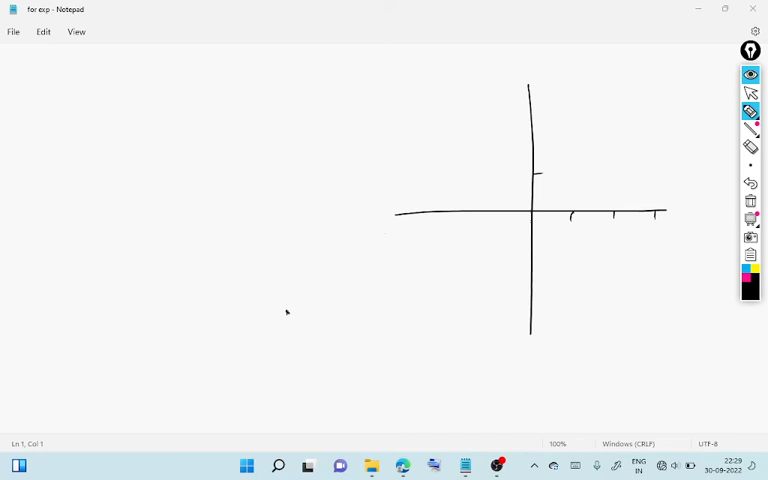 for exp - Notepad
File Edit View
Ln 1, Col 1 100% Windows (CRLF) UTF-8
ENG 22:29
IN 30-09-2022